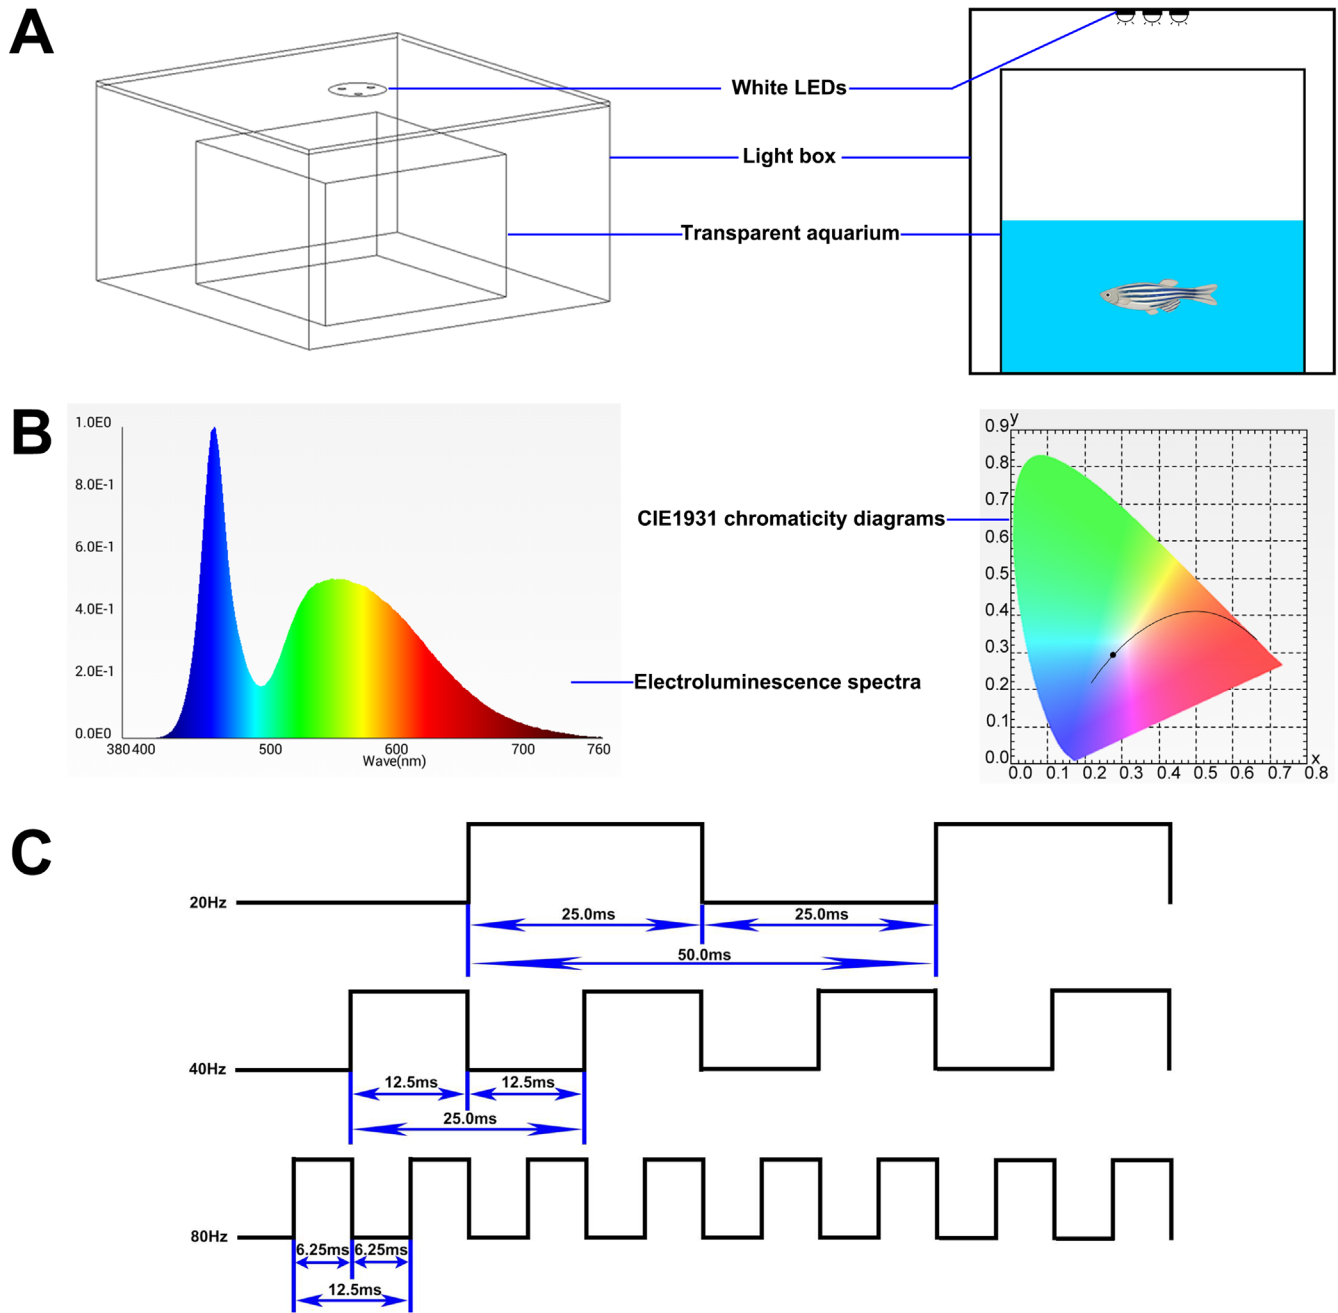 A
White LEDs
Light box
Transparent aquarium
B
1.0E0
8.0E-1
6.0E-1
4.0E-1
2.0E-1
0.0E0
380 400 500 600 700 760
Wave(nm)
Electroluminescence spectra
CIE1931 chromaticity diagrams
y
0.9
0.8
0.7
0.6
0.5
0.4
0.3
0.2
0.1
0.0
x
0.0 0.1 0.2 0.3 0.4 0.5 0.6 0.7 0.8
C
20Hz
25.0ms 25.0ms
50.0ms
40Hz
12.5ms 12.5ms
25.0ms
80Hz
6.25ms 6.25ms
12.5ms